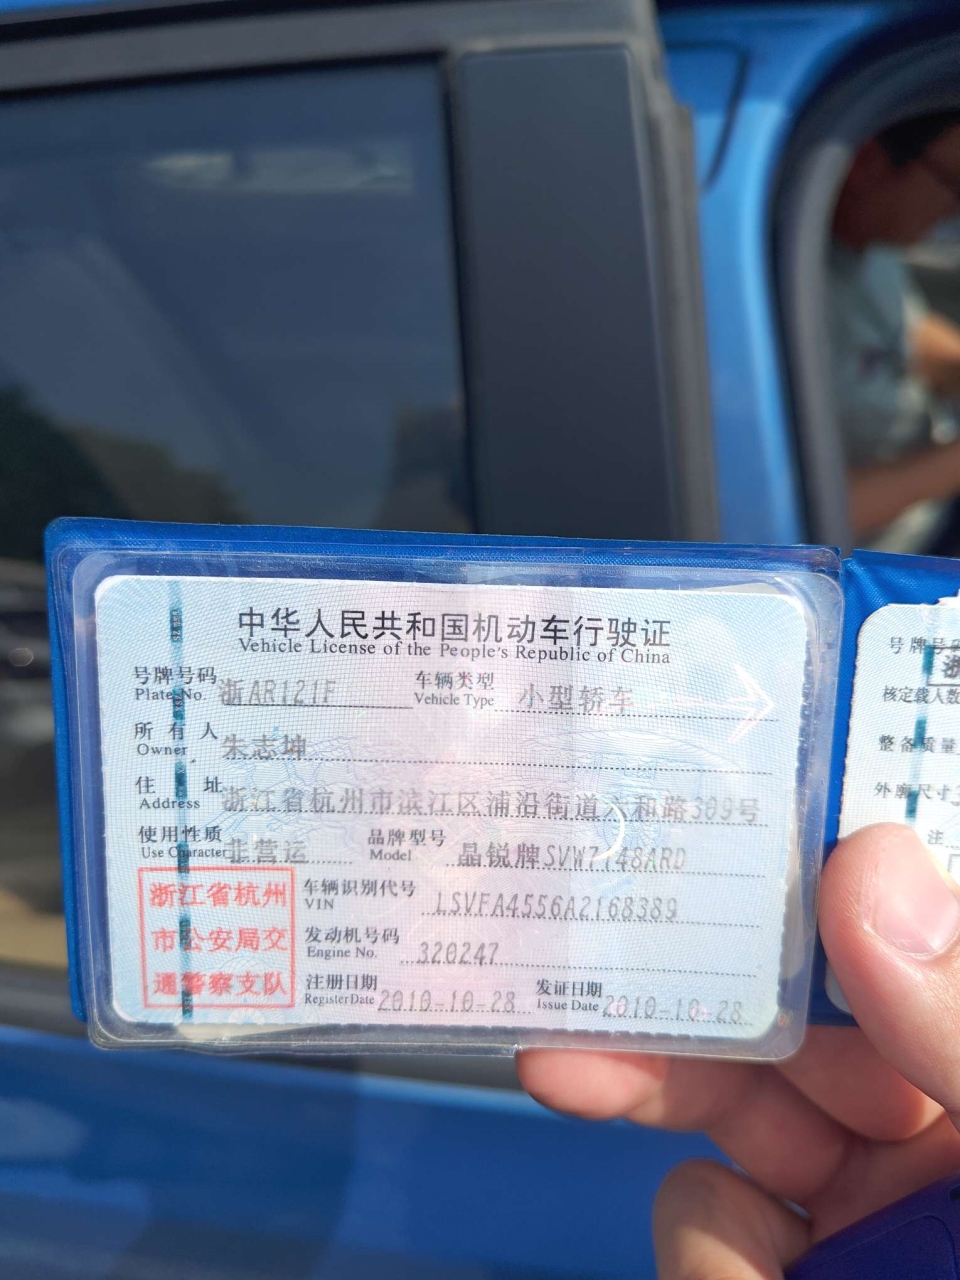 中华人民共和国机动车行驶证
Vehicle License of the People's Republic of China
号牌号码 浙AR121F 车辆类型 小型轿车
Plate No. Vehicle Type
所有人 朱志坤
Owner
住址 浙江省杭州市滨江区浦沿街道六和路309号
Address
使用性质 非营运 品牌型号 晶锐牌SVW7148ARD
Use Character Model
浙江省杭州
市公安局交
通警察支队
车辆识别代号 LSVFA4556A2168389
VIN
发动机号码 320247
Engine No.
注册日期 2010-10-28 发证日期 2010-10-28
Register Date Issue Date
号牌号码
浙
核定载人数
整备质量
外廓尺寸
注